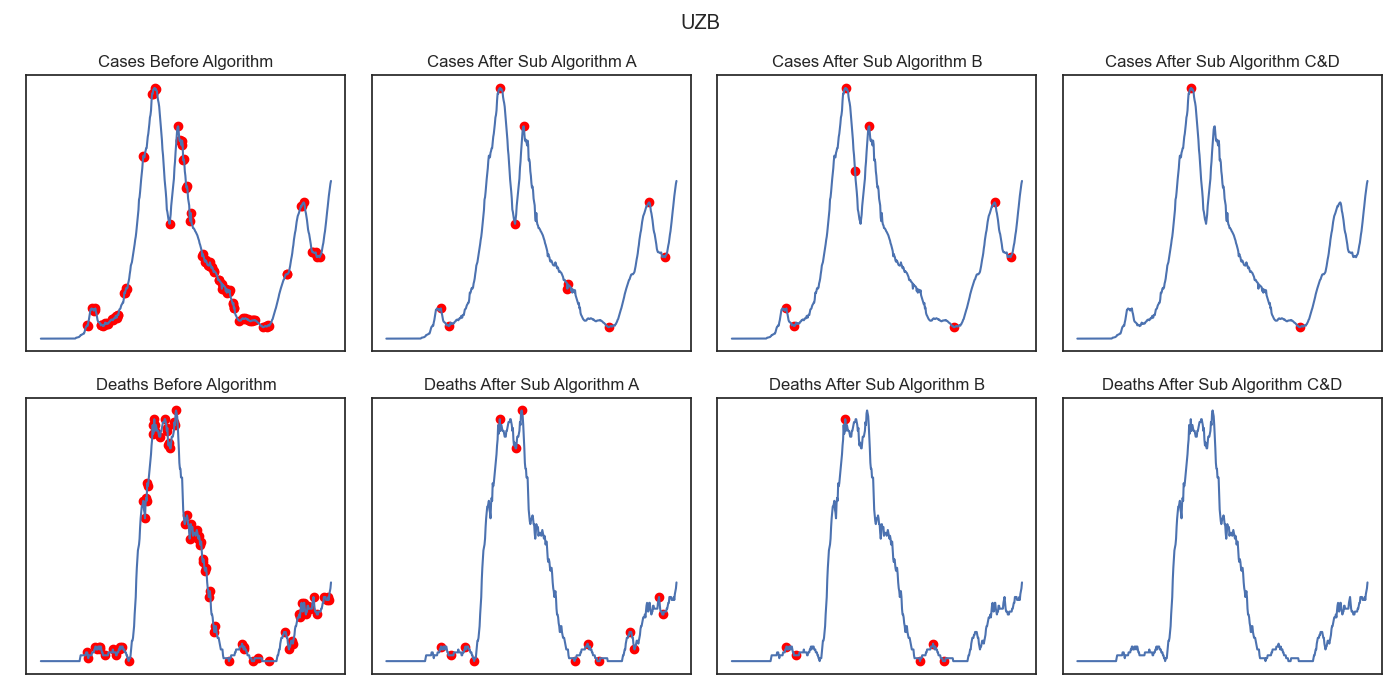 UZB
Cases Before Algorithm
Cases After Sub Algorithm A
Cases After Sub Algorithm B
Cases After Sub Algorithm C&D
Deaths Before Algorithm
Deaths After Sub Algorithm A
Deaths After Sub Algorithm B
Deaths After Sub Algorithm C&D